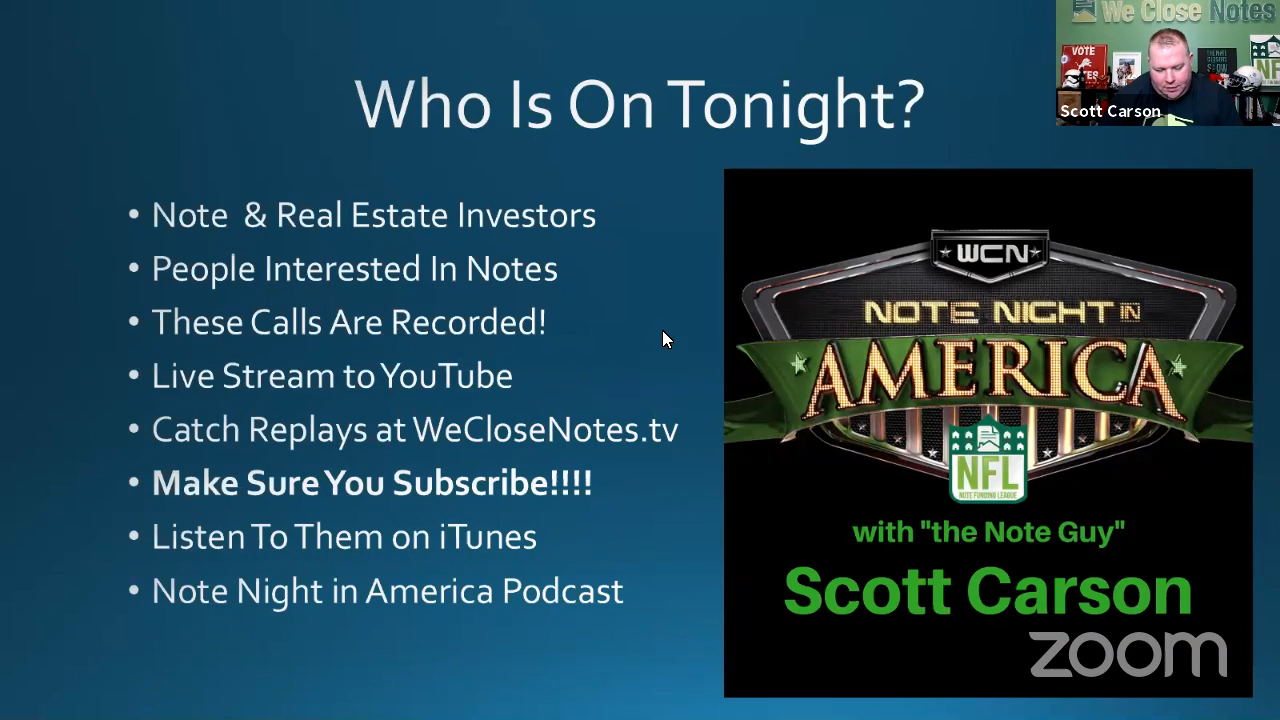 Who Is On Tonight?
We Close Notes
VOTE
Scott Carson
• Note & Real Estate Investors
• People Interested In Notes
• These Calls Are Recorded!
• Live Stream to YouTube
• Catch Replays at WeCloseNotes.tv
• Make Sure You Subscribe!!!!
• Listen To Them on iTunes
• Note Night in America Podcast
WCN
NOTE NIGHT IN
AMERICA
NFL
NOTE FUNDING LEAGUE
with "the Note Guy"
Scott Carson
zoom